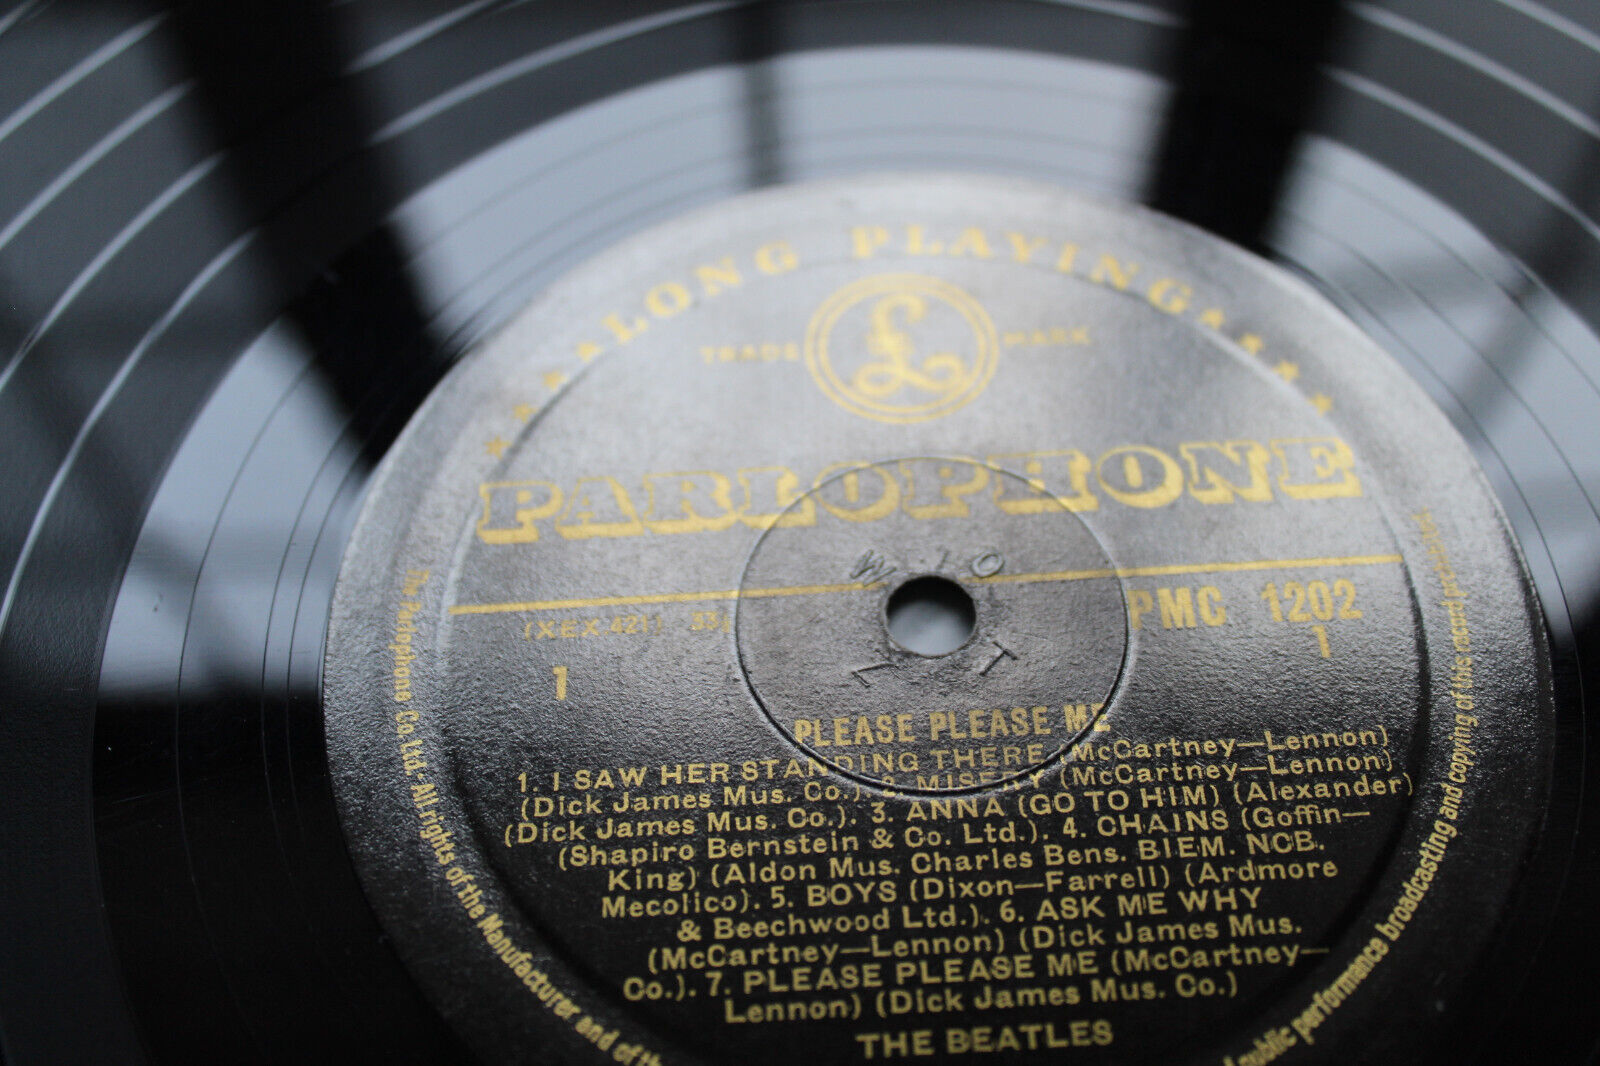 LONG PLAYING
TRADE £ MARK
PARLOPHONE
(XEX.421) 33⅓
PMC 1202
1
1
PLEASE PLEASE ME
1. I SAW HER STANDING THERE (McCartney—Lennon)
(Dick James Mus. Co.). 2. MISERY (McCartney—Lennon)
(Dick James Mus. Co.). 3. ANNA (GO TO HIM) (Alexander)
(Shapiro Bernstein & Co. Ltd.). 4. CHAINS (Goffin—
King) (Aldon Mus. Charles Bens. BIEM. NCB.
Mecolico). 5. BOYS (Dixon—Farrell) (Ardmore
& Beechwood Ltd.). 6. ASK ME WHY
(McCartney—Lennon) (Dick James Mus.
Co.). 7. PLEASE PLEASE ME (McCartney—
Lennon) (Dick James Mus. Co.)
THE BEATLES
The Parlophone Co. Ltd. All rights of the Manufacturer and of the
public performance broadcasting and copying of this record prohibited